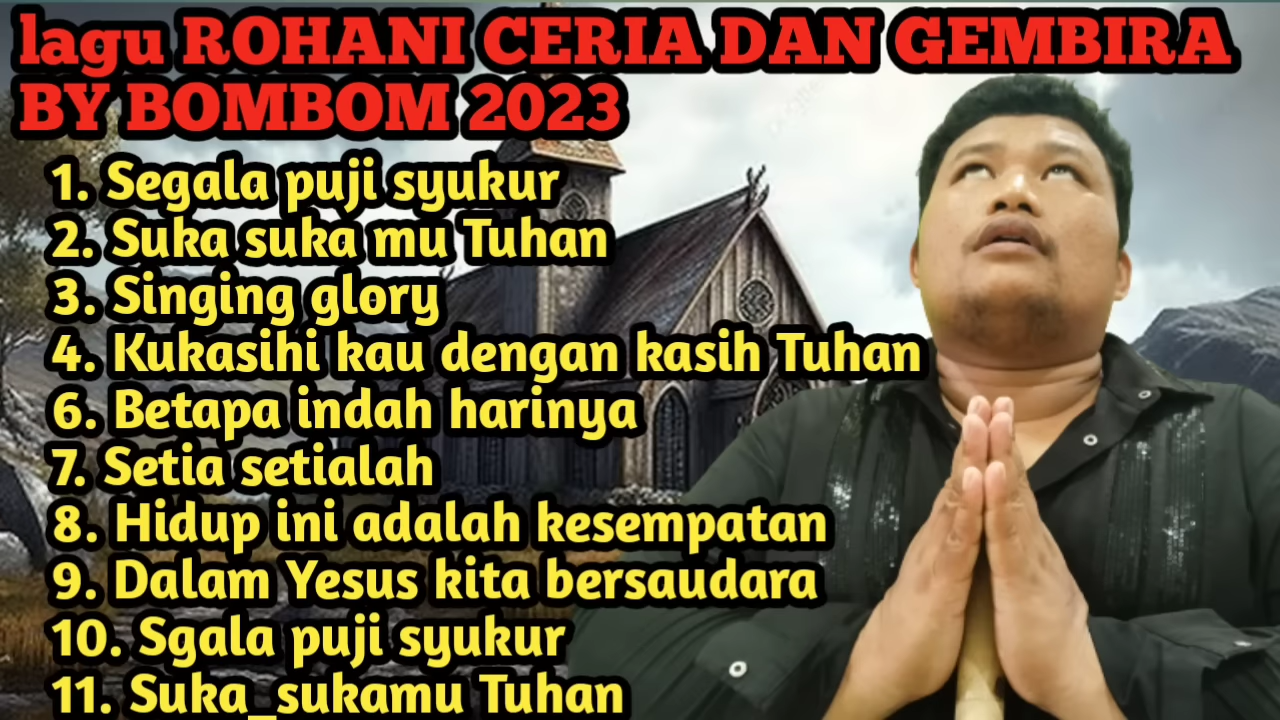 lagu ROHANI CERIA DAN GEMBIRA
BY BOMBOM 2023
1. Segala puji syukur
2. Suka suka mu Tuhan
3. Singing glory
4. Kukasihi kau dengan kasih Tuhan
6. Betapa indah harinya
7. Setia setialah
8. Hidup ini adalah kesempatan
9. Dalam Yesus kita bersaudara
10. Sgala puji syukur
11. Suka_sukamu Tuhan